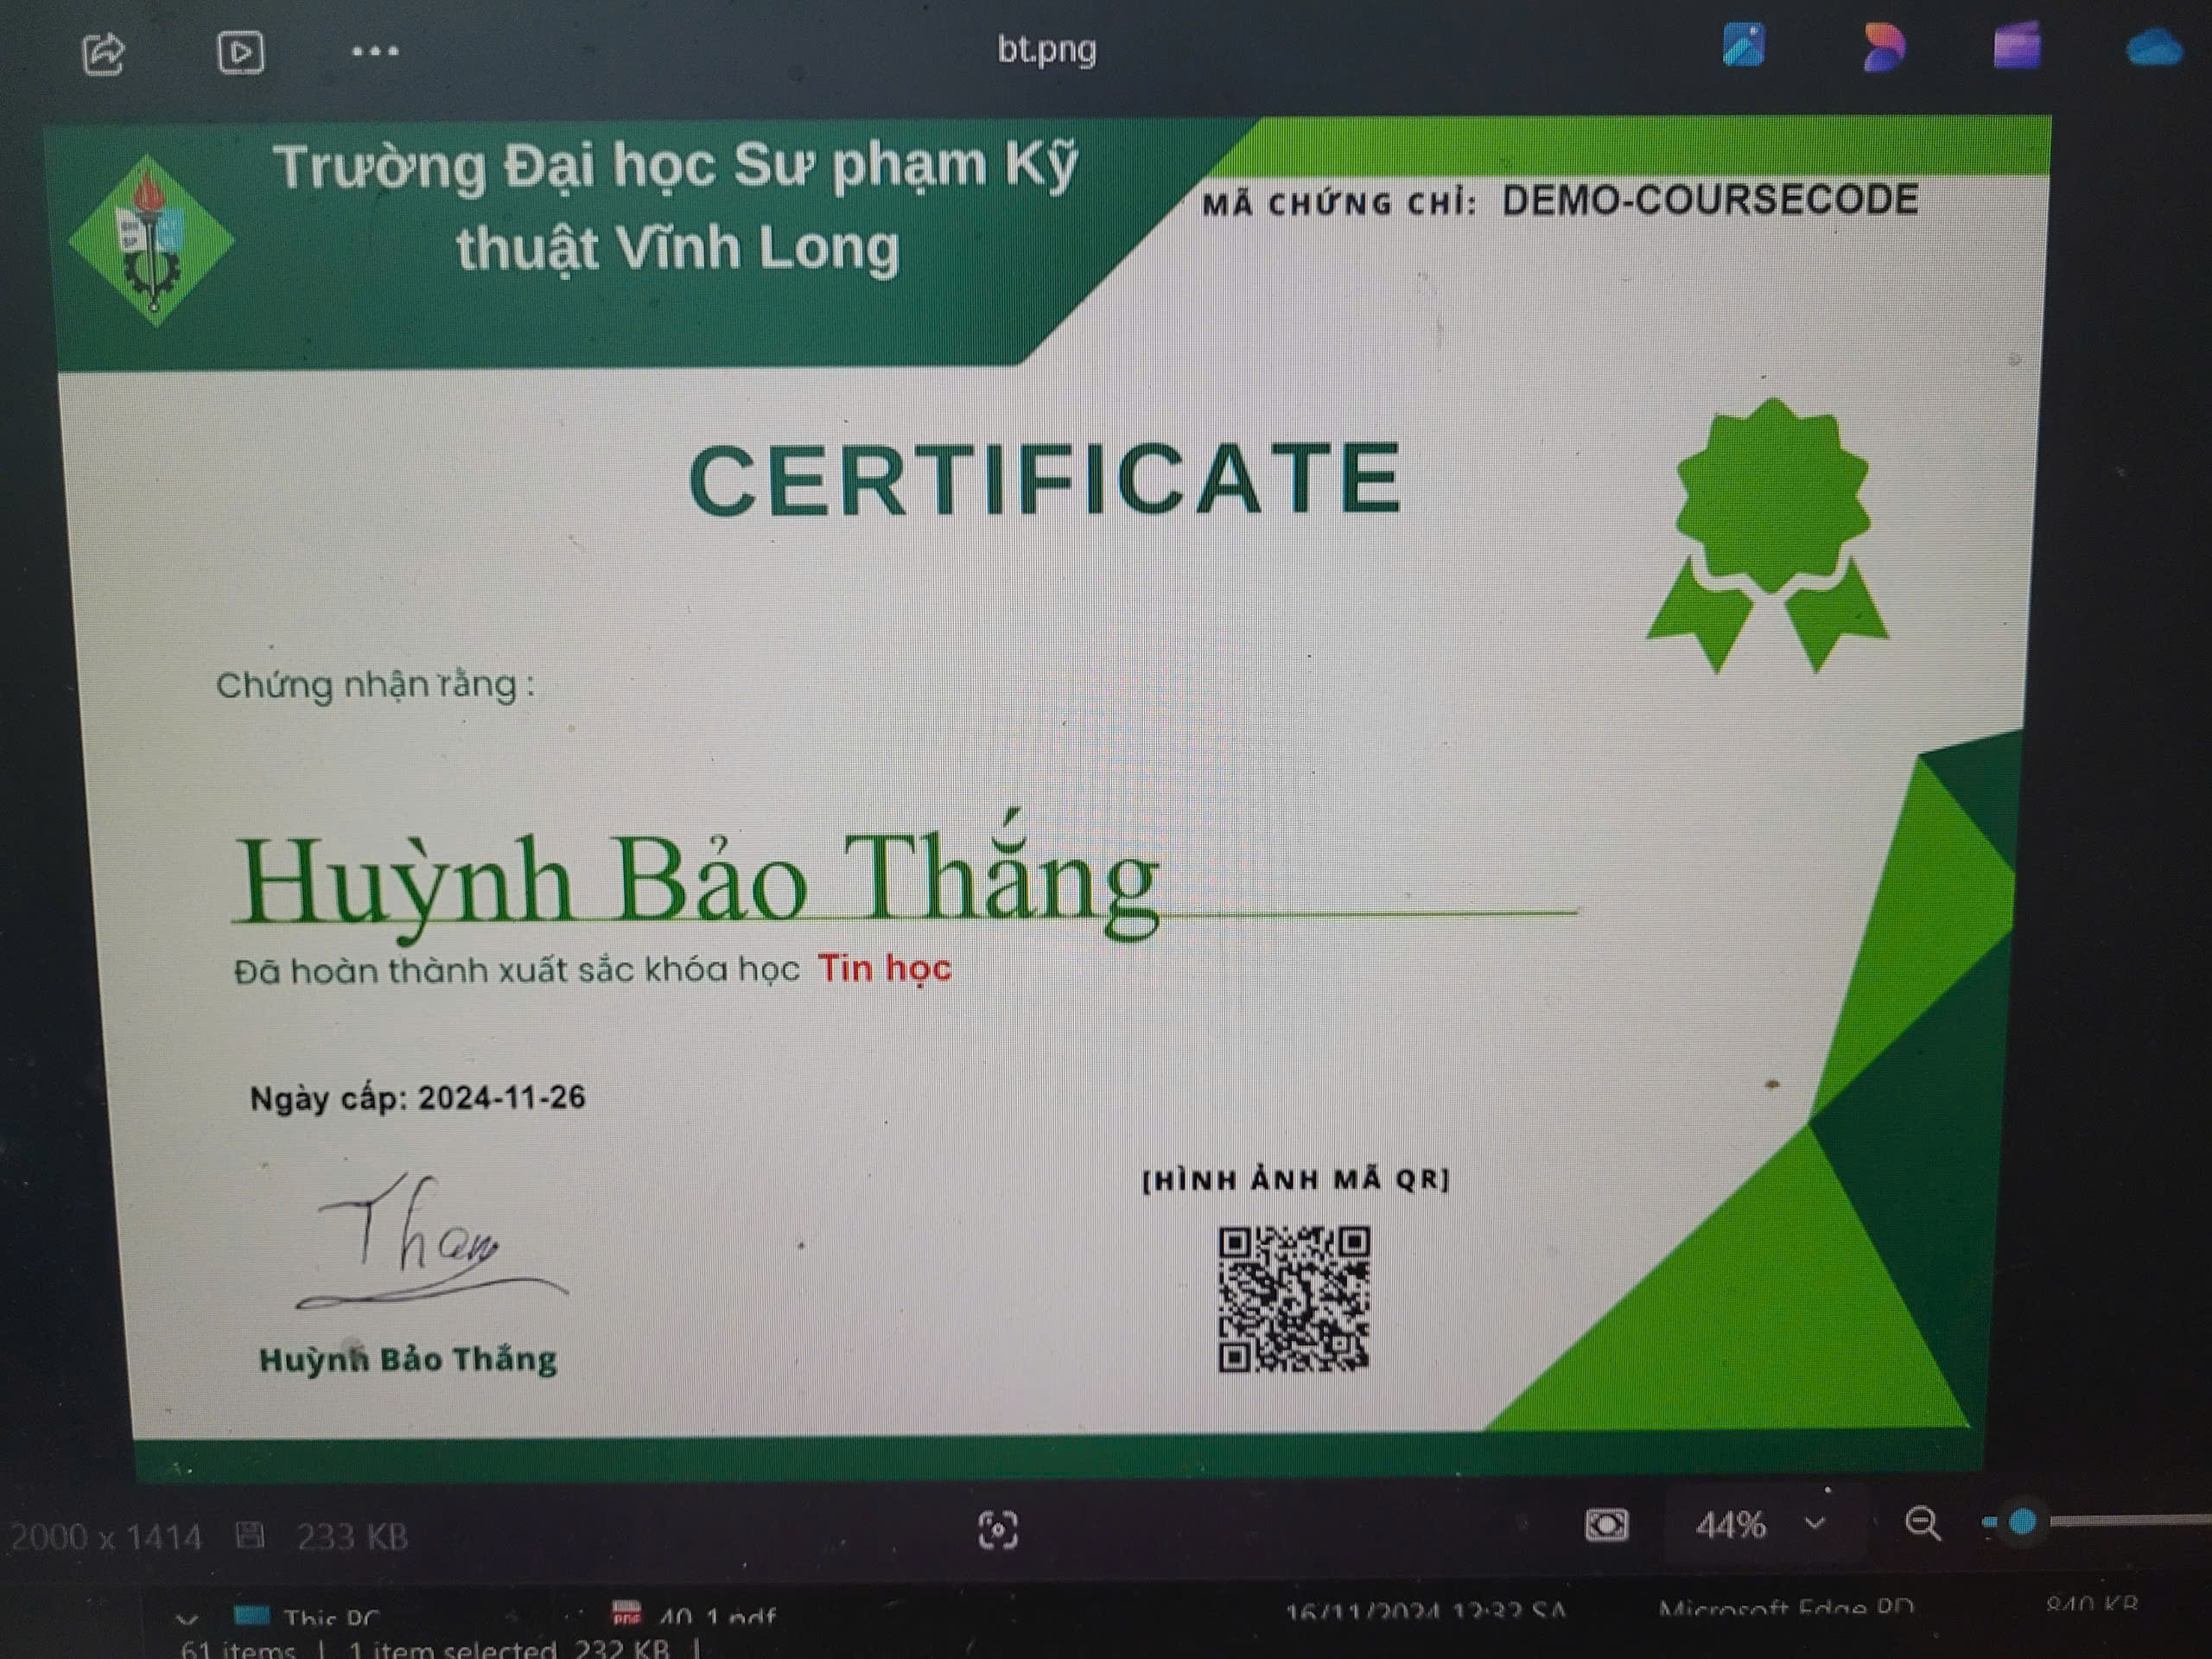 bt.png
Trường Đại học Sư phạm Kỹ
thuật Vĩnh Long
MÃ CHỨNG CHỈ: DEMO-COURSECODE
CERTIFICATE
Chứng nhận rằng :
Huỳnh Bảo Thắng
Đã hoàn thành xuất sắc khóa học Tin học
Ngày cấp: 2024-11-26
[HÌNH ẢNH MÃ QR]
Huỳnh Bảo Thắng
2000 x 1414 233 KB
44%
This PC
40_1.pdf 16/11/2024 12:32 SA Microsoft Edge PD 840 KB
61 items | 1 item selected 232 KB |